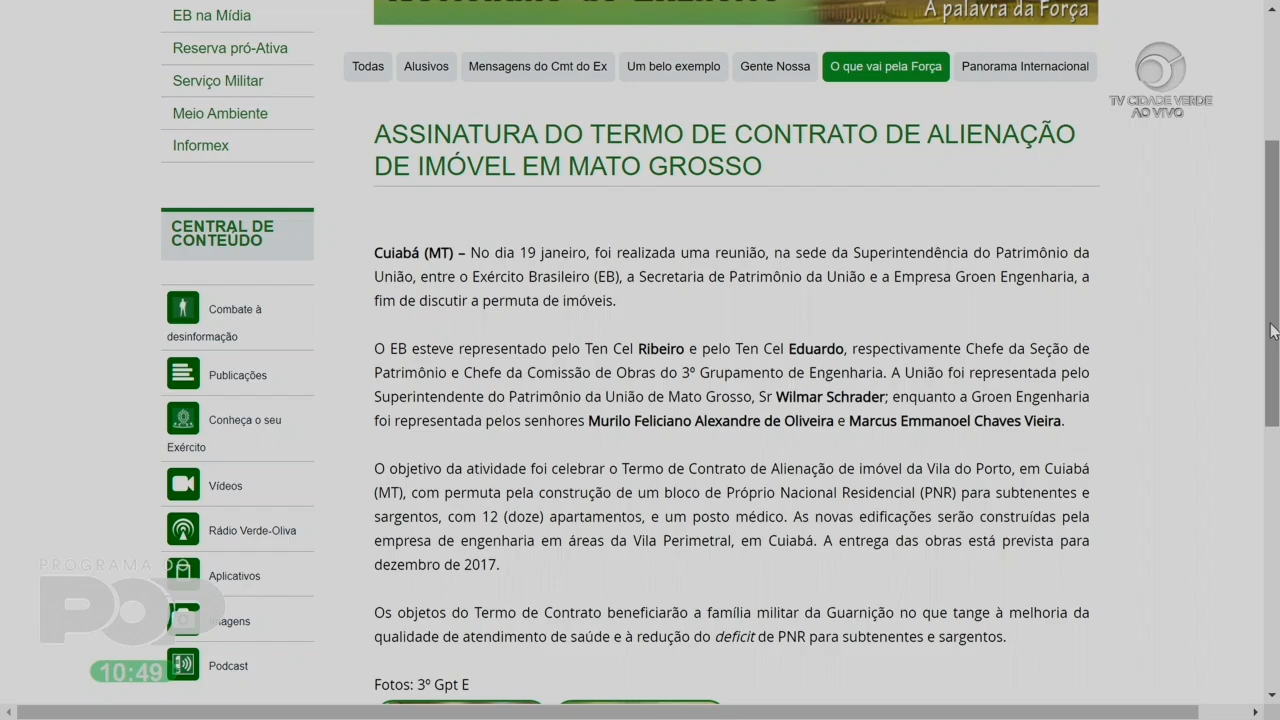 EB na Mídia
Reserva pró-Ativa
Serviço Militar
Meio Ambiente
Informex
CENTRAL DE
CONTEÚDO
Combate à
desinformação
Publicações
Conheça o seu
Exército
Vídeos
Rádio Verde-Oliva
Aplicativos
Imagens
Podcast
A palavra da Força
Todas
Alusivos
Mensagens do Cmt do Ex
Um belo exemplo
Gente Nossa
O que vai pela Força
Panorama Internacional
ASSINATURA DO TERMO DE CONTRATO DE ALIENAÇÃO
DE IMÓVEL EM MATO GROSSO
Cuiabá (MT) – No dia 19 janeiro, foi realizada uma reunião, na sede da Superintendência do Patrimônio da
União, entre o Exército Brasileiro (EB), a Secretaria de Patrimônio da União e a Empresa Groen Engenharia, a
fim de discutir a permuta de imóveis.
O EB esteve representado pelo Ten Cel Ribeiro e pelo Ten Cel Eduardo, respectivamente Chefe da Seção de
Patrimônio e Chefe da Comissão de Obras do 3º Grupamento de Engenharia. A União foi representada pelo
Superintendente do Patrimônio da União de Mato Grosso, Sr Wilmar Schrader; enquanto a Groen Engenharia
foi representada pelos senhores Murilo Feliciano Alexandre de Oliveira e Marcus Emmanoel Chaves Vieira.
O objetivo da atividade foi celebrar o Termo de Contrato de Alienação de imóvel da Vila do Porto, em Cuiabá
(MT), com permuta pela construção de um bloco de Próprio Nacional Residencial (PNR) para subtenentes e
sargentos, com 12 (doze) apartamentos, e um posto médico. As novas edificações serão construídas pela
empresa de engenharia em áreas da Vila Perimetral, em Cuiabá. A entrega das obras está prevista para
dezembro de 2017.
Os objetos do Termo de Contrato beneficiarão a família militar da Guarnição no que tange à melhoria da
qualidade de atendimento de saúde e à redução do deficit de PNR para subtenentes e sargentos.
Fotos: 3º Gpt E
TV CIDADE VERDE
AO VIVO
PROGRAMA DO
POP
10:49